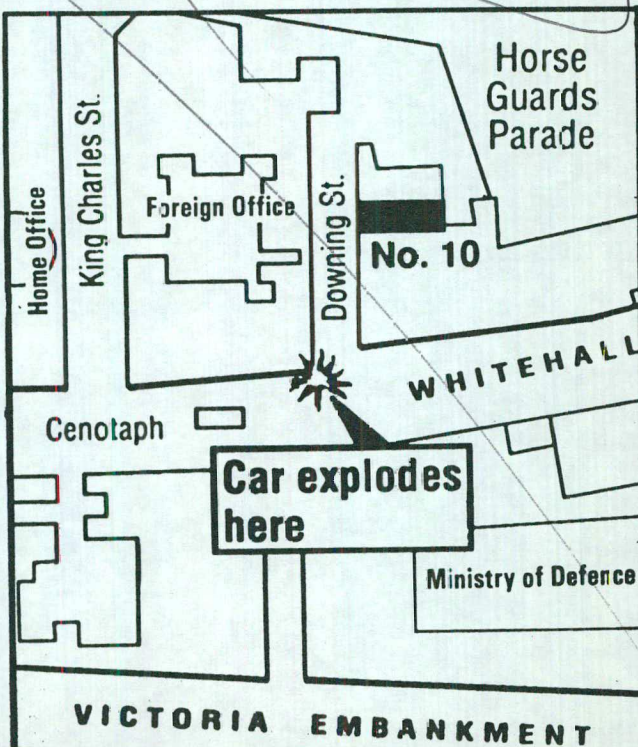 Horse
Guards
Parade
Home Office
King Charles St.
Foreign Office
Downing St.
No. 10
WHITEHALL
Cenotaph
Car explodes
here
Ministry of Defence
VICTORIA EMBANKMENT